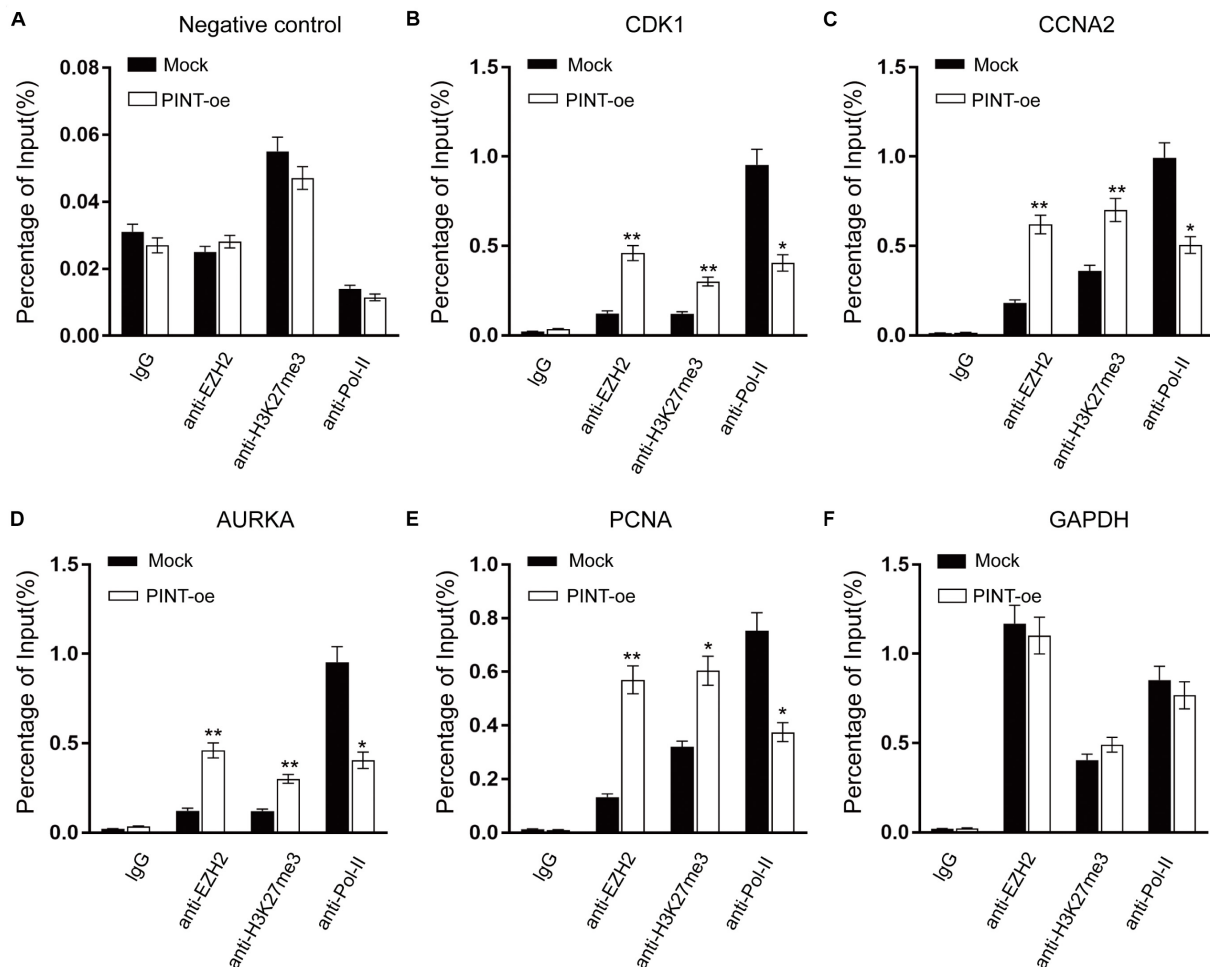 A
Negative control
Mock
PINT-oe
Percentage of Input(%)
0.08
0.06
0.04
0.02
0.00
IgG
anti-EZH2
anti-H3K27me3
anti-Pol-II
B
CDK1
Mock
PINT-oe
Percentage of Input(%)
1.5
1.0
0.5
0.0
**
**
*
IgG
anti-EZH2
anti-H3K27me3
anti-Pol-II
C
CCNA2
Mock
PINT-oe
Percentage of Input(%)
1.5
1.0
0.5
0.0
**
**
*
IgG
anti-EZH2
anti-H3K27me3
anti-Pol-II
D
AURKA
Mock
PINT-oe
Percentage of Input(%)
1.5
1.0
0.5
0.0
**
**
*
IgG
anti-EZH2
anti-H3K27me3
anti-Pol-II
E
PCNA
Mock
PINT-oe
Percentage of Input(%)
1.0
0.8
0.6
0.4
0.2
0.0
**
*
*
IgG
anti-EZH2
anti-H3K27me3
anti-Pol-II
F
GAPDH
Mock
PINT-oe
Percentage of Input(%)
1.5
1.0
0.5
0.0
IgG
anti-EZH2
anti-H3K27me3
anti-Pol-II